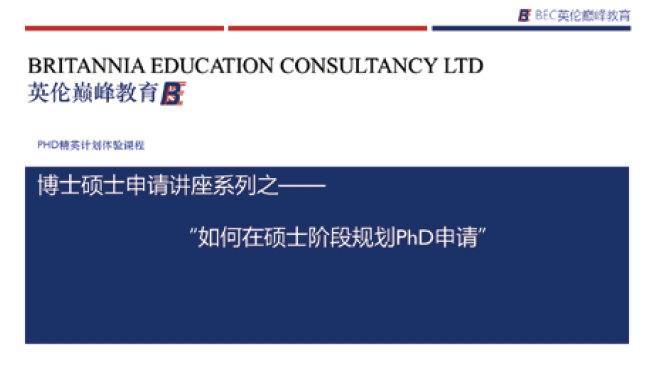 BEC英伦巅峰教育
BRITANNIA EDUCATION CONSULTANCY LTD
英伦巅峰教育
PHD精英计划体验课程
博士硕士申请讲座系列之——
“如何在硕士阶段规划PhD申请”